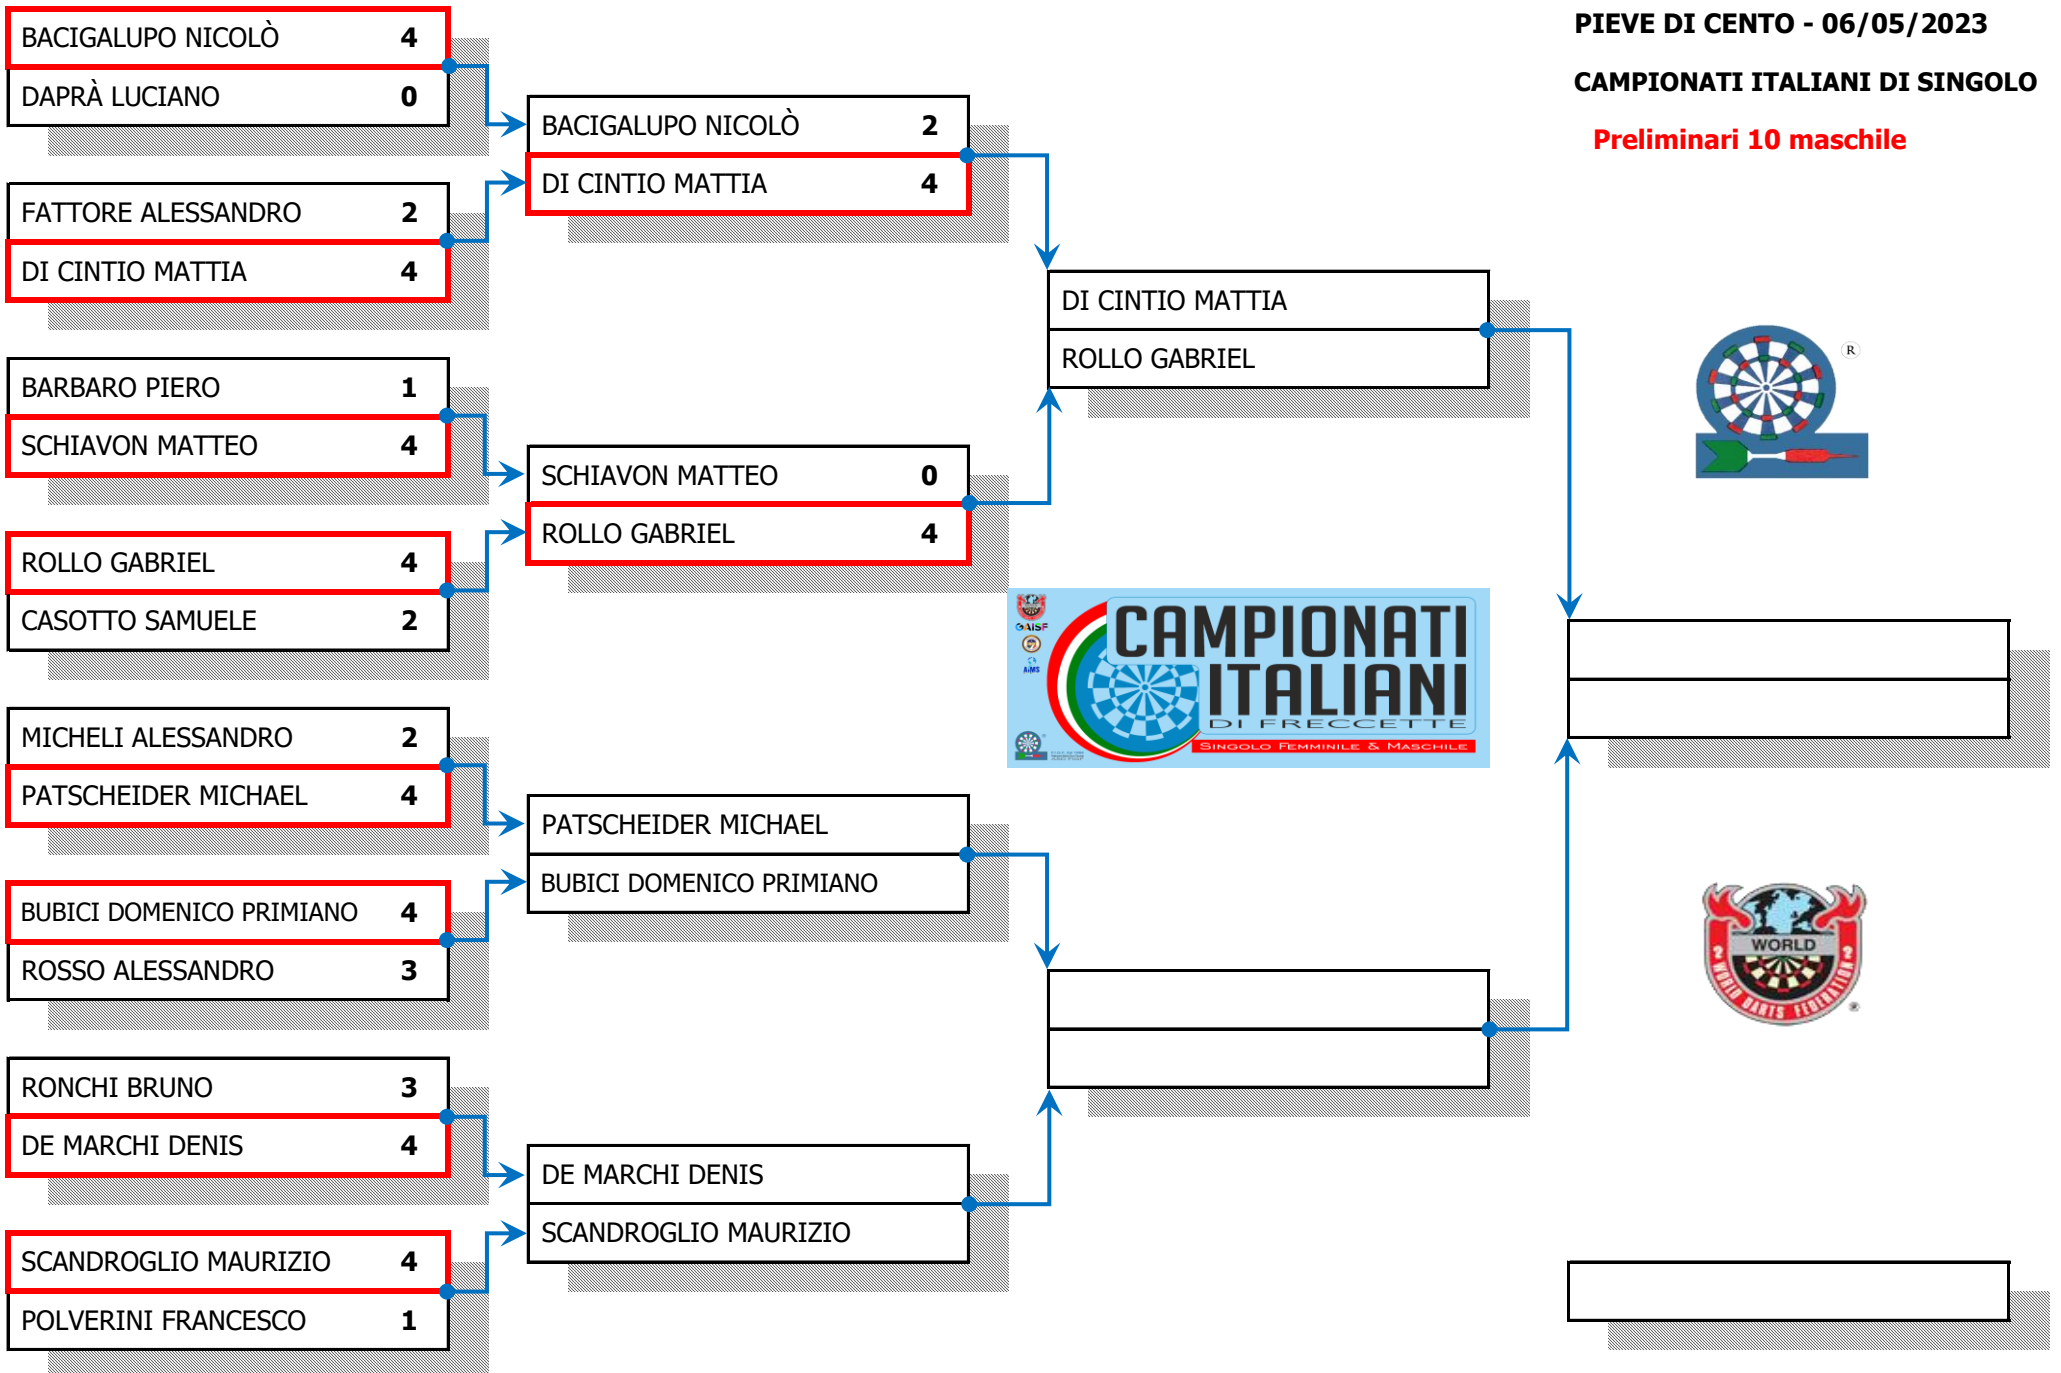 PIEVE DI CENTO - 06/05/2023
CAMPIONATI ITALIANI DI SINGOLO
Preliminari 10 maschile
BACIGALUPO NICOLÒ 4
DAPRÀ LUCIANO 0
FATTORE ALESSANDRO 2
DI CINTIO MATTIA 4
BARBARO PIERO 1
SCHIAVON MATTEO 4
ROLLO GABRIEL 4
CASOTTO SAMUELE 2
MICHELI ALESSANDRO 2
PATSCHEIDER MICHAEL 4
BUBICI DOMENICO PRIMIANO 4
ROSSO ALESSANDRO 3
RONCHI BRUNO 3
DE MARCHI DENIS 4
SCANDROGLIO MAURIZIO 4
POLVERINI FRANCESCO 1
BACIGALUPO NICOLÒ 2
DI CINTIO MATTIA 4
SCHIAVON MATTEO 0
ROLLO GABRIEL 4
PATSCHEIDER MICHAEL
BUBICI DOMENICO PRIMIANO
DE MARCHI DENIS
SCANDROGLIO MAURIZIO
DI CINTIO MATTIA
ROLLO GABRIEL
GAISF
AIMS
CAMPIONATI
ITALIANI
DI FRECCETTE
SINGOLO FEMMINILE & MASCHILE
®
WORLD
WORLD DARTS FEDERATION
®